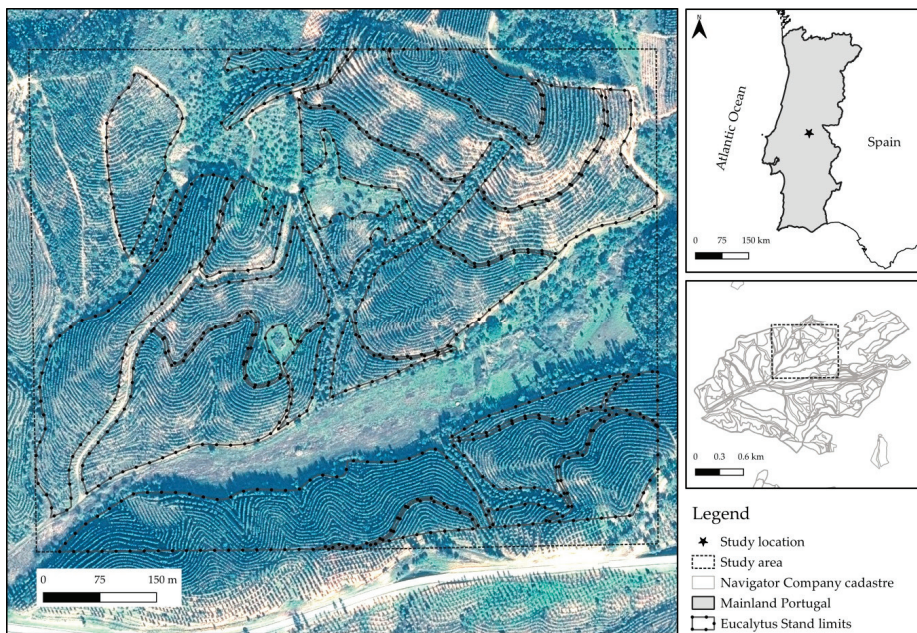 0 75 150 m
N
Atlantic Ocean
Spain
0 75 150 km
0 0.3 0.6 km
Legend
Study location
Study area
Navigator Company cadastre
Mainland Portugal
Eucalytus Stand limits